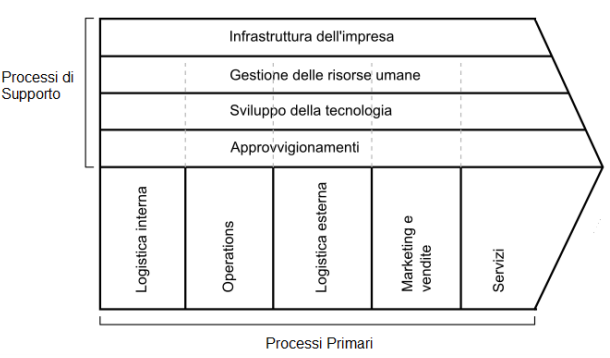 Infrastruttura dell'impresa
Processi di
Supporto
Gestione delle risorse umane
Sviluppo della tecnologia
Approvvigionamenti
Logistica interna
Operations
Logistica esterna
Marketing e
vendite
Servizi
Processi Primari